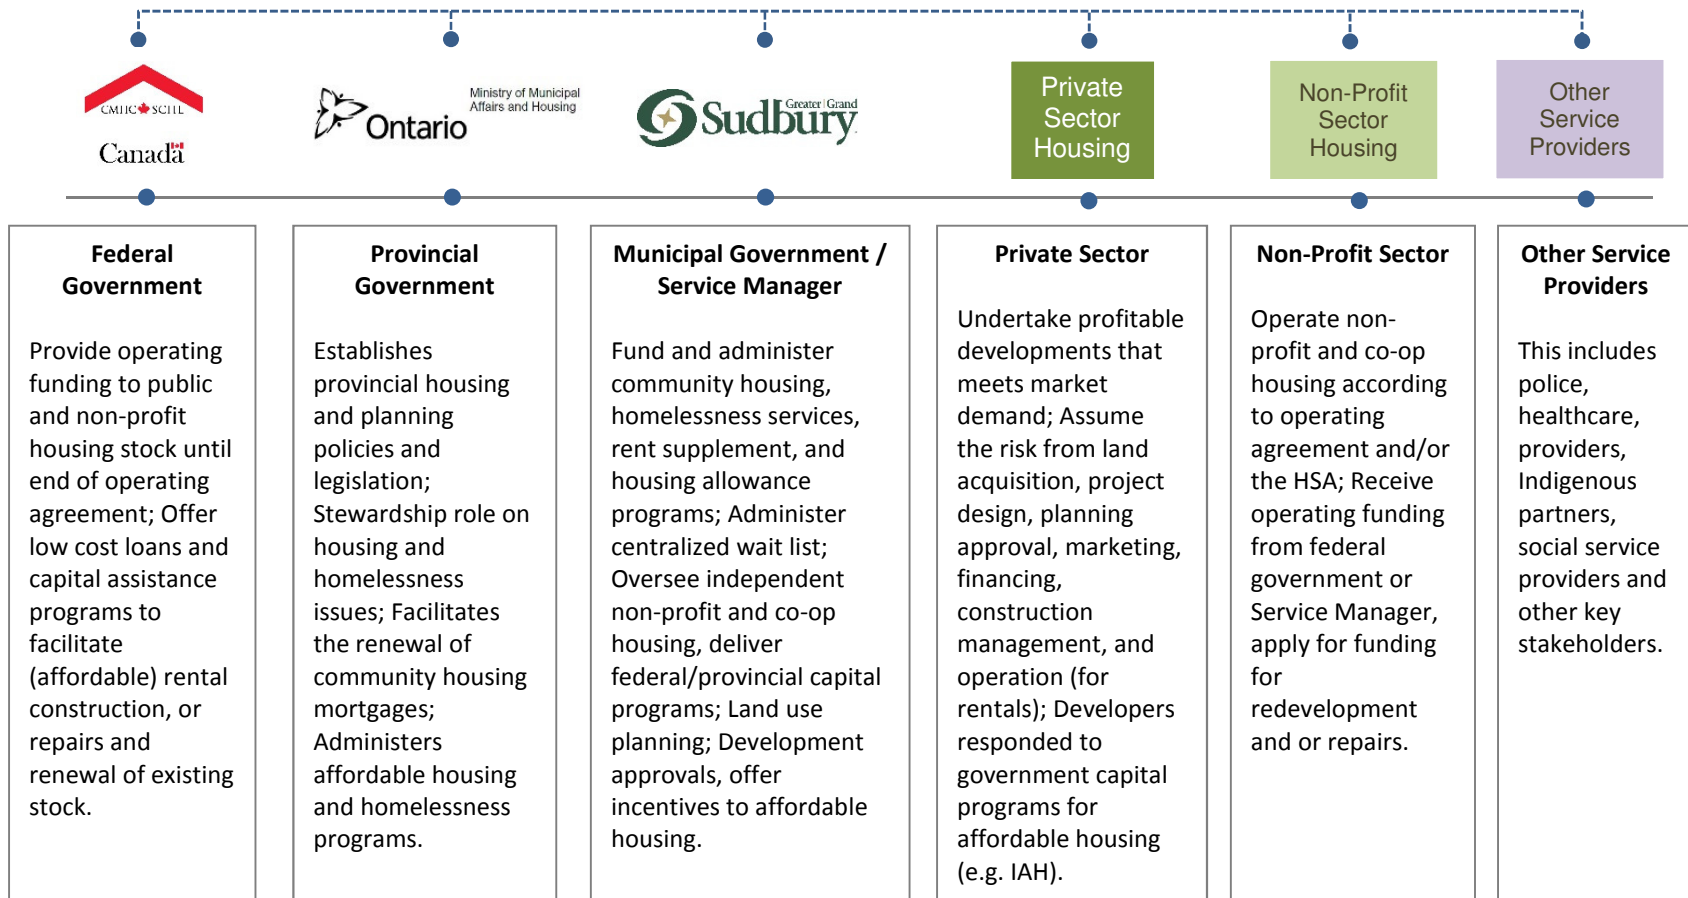 CMHC SCHL
Canada
Ontario
Ministry of Municipal
Affairs and Housing
Greater | Grand
Sudbury
Private
Sector
Housing
Non-Profit
Sector
Housing
Other
Service
Providers
Federal
Government
Provide operating
funding to public
and non-profit
housing stock until
end of operating
agreement; Offer
low cost loans and
capital assistance
programs to
facilitate
(affordable) rental
construction, or
repairs and
renewal of existing
stock.
Provincial
Government
Establishes
provincial housing
and planning
policies and
legislation;
Stewardship role on
housing and
homelessness
issues; Facilitates
the renewal of
community housing
mortgages;
Administers
affordable housing
and homelessness
programs.
Municipal Government /
Service Manager
Fund and administer
community housing,
homelessness services,
rent supplement, and
housing allowance
programs; Administer
centralized wait list;
Oversee independent
non-profit and co-op
housing, deliver
federal/provincial capital
programs; Land use
planning; Development
approvals, offer
incentives to affordable
housing.
Private Sector
Undertake profitable
developments that
meets market
demand; Assume
the risk from land
acquisition, project
design, planning
approval, marketing,
financing,
construction
management, and
operation (for
rentals); Developers
responded to
government capital
programs for
affordable housing
(e.g. IAH).
Non-Profit Sector
Operate non-
profit and co-op
housing according
to operating
agreement and/or
the HSA; Receive
operating funding
from federal
government or
Service Manager,
apply for funding
for
redevelopment
and or repairs.
Other Service
Providers
This includes
police,
healthcare,
providers,
Indigenous
partners,
social service
providers and
other key
stakeholders.